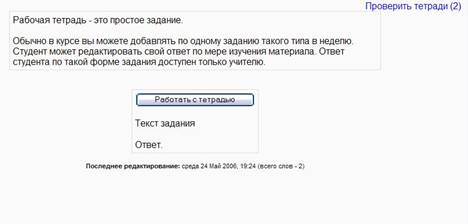 Проверить тетради (2)
Рабочая тетрадь - это простое задание.
Обычно в курсе вы можете добавлять по одному заданию такого типа в неделю.
Студент может редактировать свой ответ по мере изучения материала. Ответ
студента по такой форме задания доступен только учителю.
Работать с тетрадью
Текст задания
Ответ.
Последнее редактирование: среда 24 Май 2006, 19:24 (всего слов - 2)